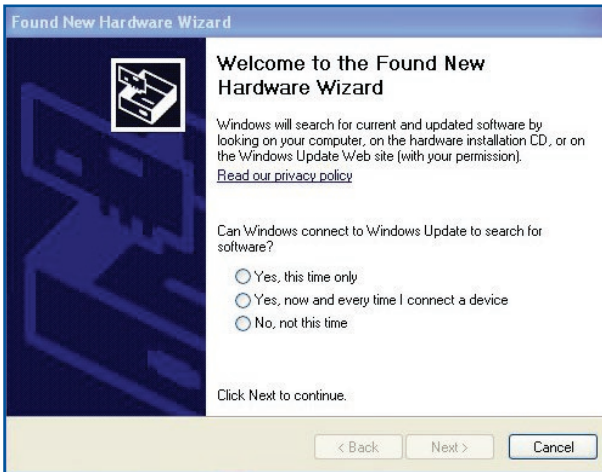 Found New Hardware Wizard
Welcome to the Found New
Hardware Wizard
Windows will search for current and updated software by
looking on your computer, on the hardware installation CD, or on
the Windows Update Web site (with your permission).
Read our privacy policy
Can Windows connect to Windows Update to search for
software?
Yes, this time only
Yes, now and every time I connect a device
No, not this time
Click Next to continue.
< Back Next > Cancel